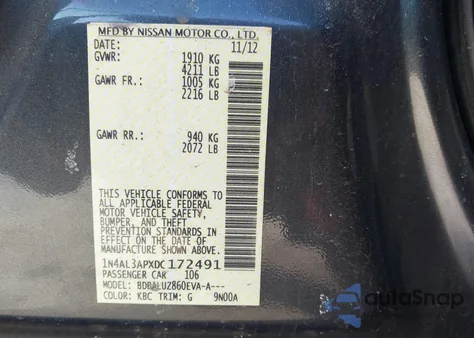 MFD BY NISSAN MOTOR CO., LTD.
DATE: 11/12
GVWR: 1910 KG
4211 LB
GAWR FR.: 1005 KG
2216 LB
GAWR RR.: 940 KG
2072 LB
THIS VEHICLE CONFORMS TO
ALL APPLICABLE FEDERAL
MOTOR VEHICLE SAFETY,
BUMPER, AND THEFT
PREVENTION STANDARDS IN
EFFECT ON THE DATE OF
MANUFACTURE SHOWN ABOVE.
1N4AL3APXDC172491
PASSENGER CAR 106
MODEL: BDBALU2860EVA-A---
COLOR: KBC TRIM: G 9N00A
autoSnap